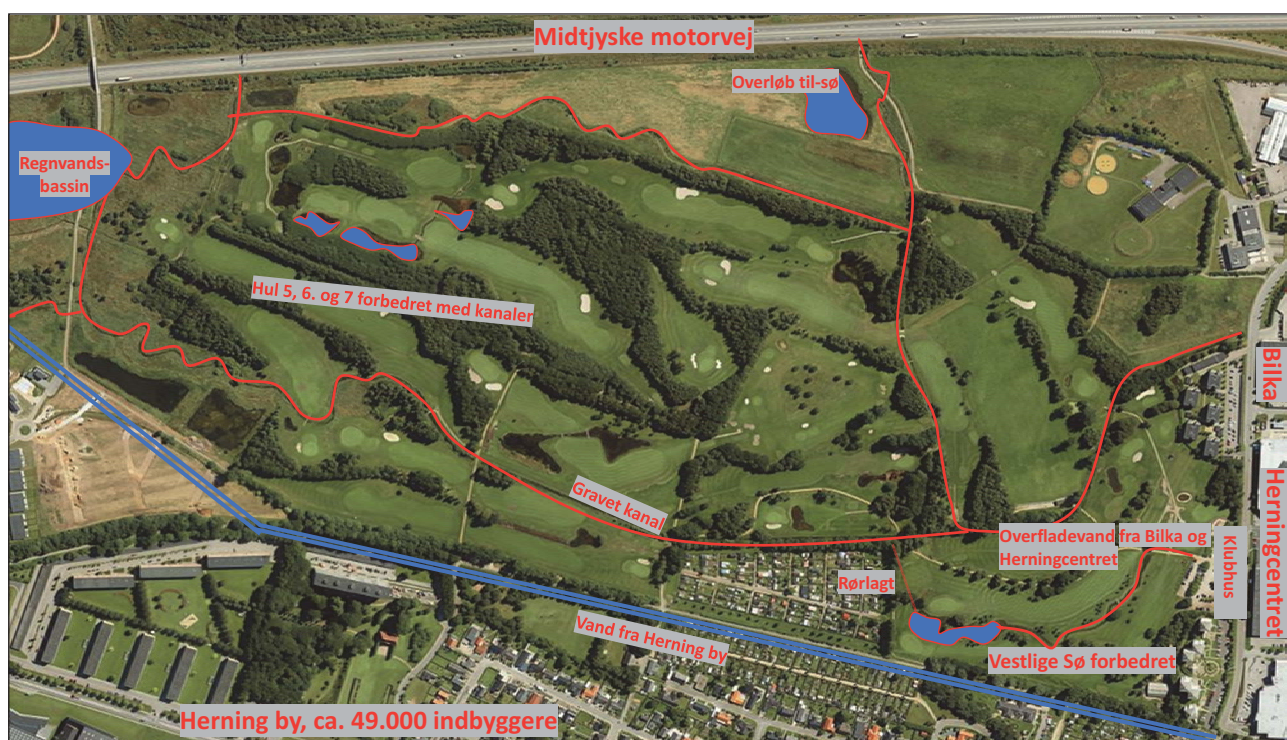 Midtjyske motorvej
Overløb til-sø
Regnvands-
bassin
Hul 5, 6. og 7 forbedret med kanaler
Bilka
Gravet kanal
Herningcentret
Overfladevand fra Bilka og
Herningcentret
Klubhus
Rørlagt
Vand fra Herning by
Vestlige Sø forbedret
Herning by, ca. 49.000 indbyggere